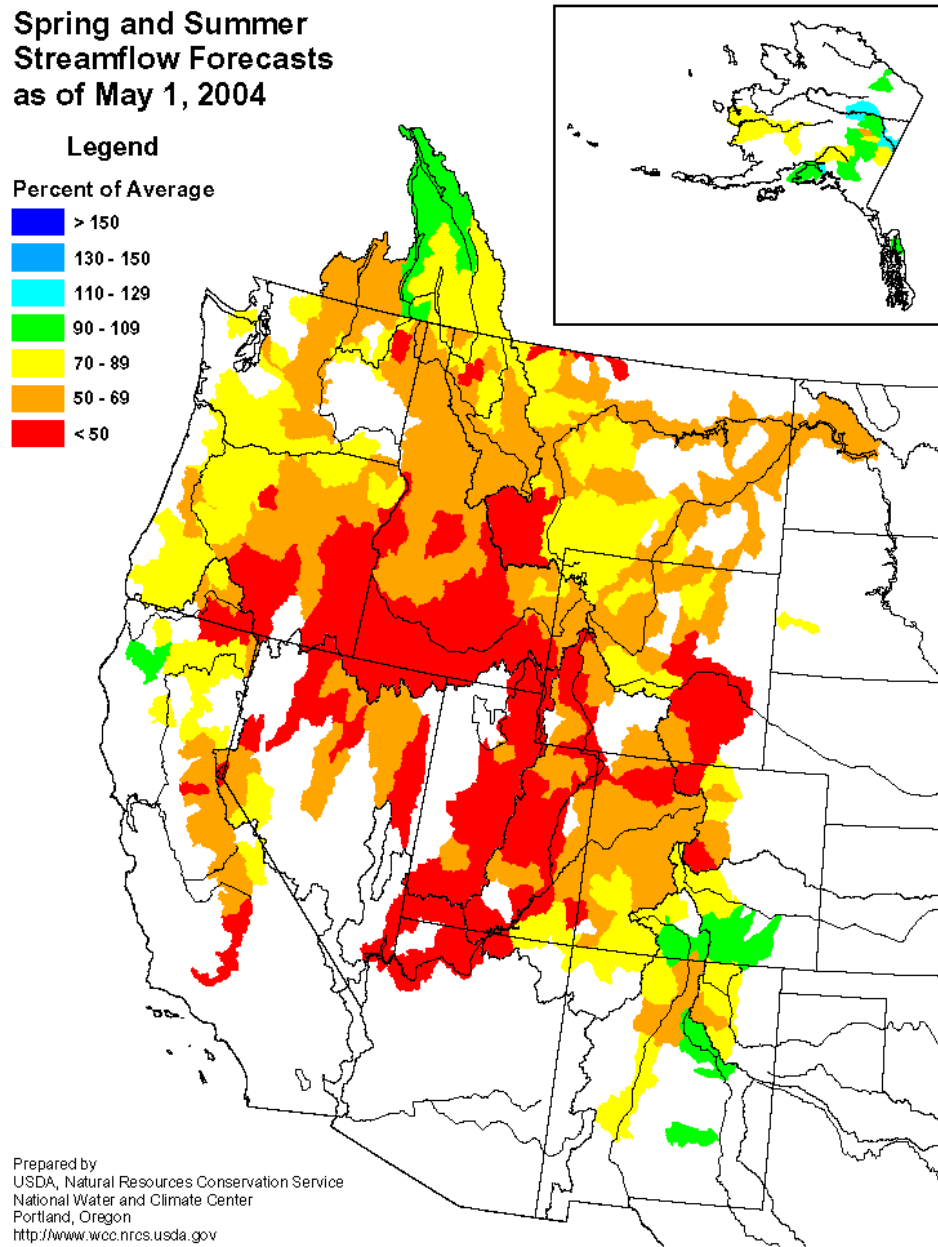 Spring and Summer
Streamflow Forecasts
as of May 1, 2004
Legend
Percent of Average
> 150
130 - 150
110 - 129
90 - 109
70 - 89
50 - 69
< 50
Prepared by
USDA, Natural Resources Conservation Service
National Water and Climate Center
Portland, Oregon
http://www.wcc.nrcs.usda.gov